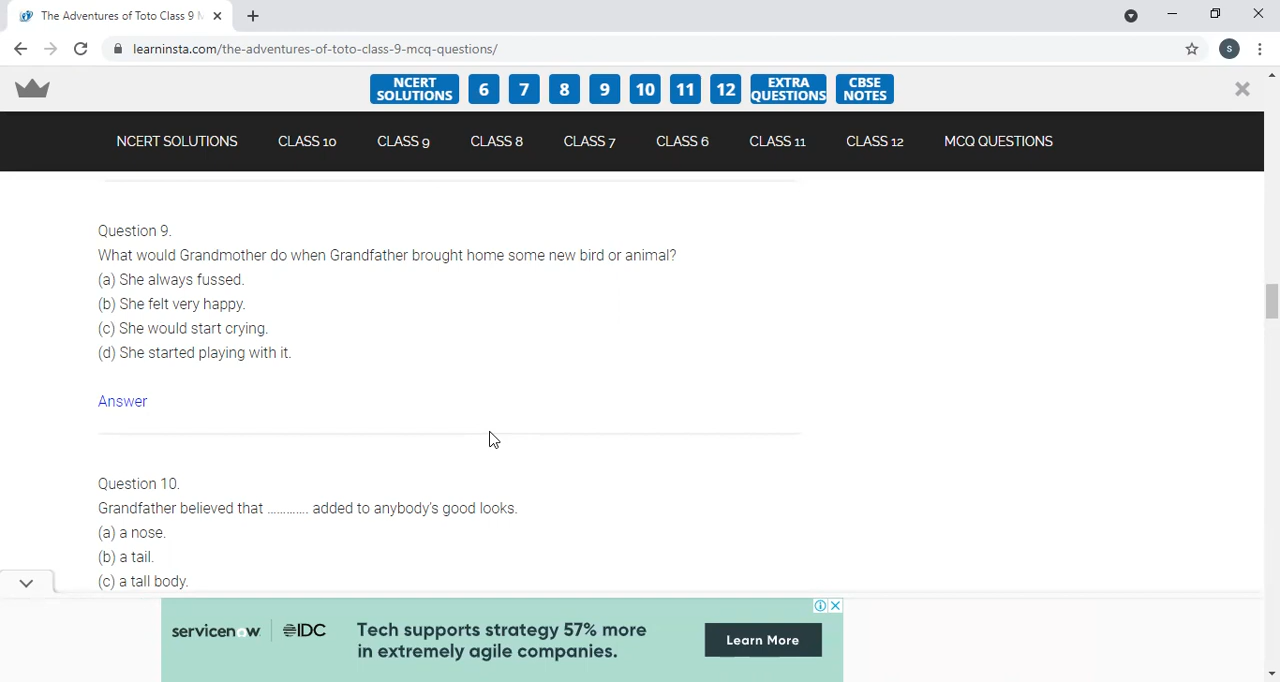 The Adventures of Toto Class 9 M
learninsta.com/the-adventures-of-toto-class-9-mcq-questions/
S
NCERT SOLUTIONS 6 7 8 9 10 11 12 EXTRA QUESTIONS CBSE NOTES
NCERT SOLUTIONS CLASS 10 CLASS 9 CLASS 8 CLASS 7 CLASS 6 CLASS 11 CLASS 12 MCQ QUESTIONS
Question 9.
What would Grandmother do when Grandfather brought home some new bird or animal?
(a) She always fussed.
(b) She felt very happy.
(c) She would start crying.
(d) She started playing with it.
Answer
Question 10.
Grandfather believed that ............. added to anybody's good looks.
(a) a nose.
(b) a tail.
(c) a tall body.
servicenow IDC
Tech supports strategy 57% more
in extremely agile companies.
Learn More